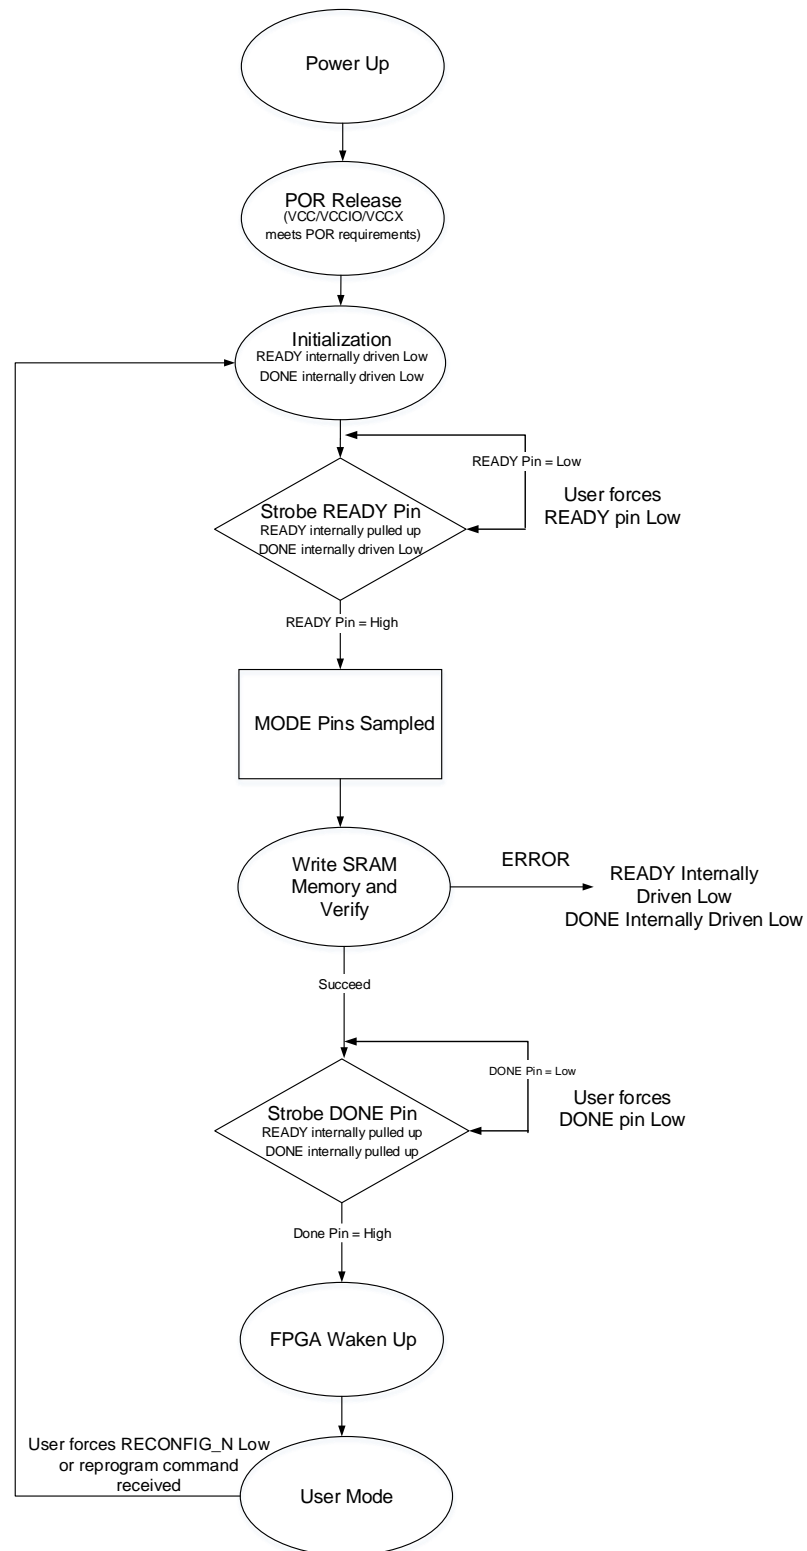 Power Up
POR Release
(VCC/VCCIO/VCCX
meets POR requirements)
Initialization
READY internally driven Low
DONE internally driven Low
READY Pin = Low
User forces
READY pin Low
Strobe READY Pin
READY internally pulled up
DONE internally driven Low
READY Pin = High
MODE Pins Sampled
Write SRAM
Memory and
Verify
ERROR
READY Internally
Driven Low
DONE Internally Driven Low
Succeed
DONE Pin = Low
User forces
DONE pin Low
Strobe DONE Pin
READY internally pulled up
DONE internally pulled up
Done Pin = High
FPGA Waken Up
User forces RECONFIG_N Low
or reprogram command
received
User Mode